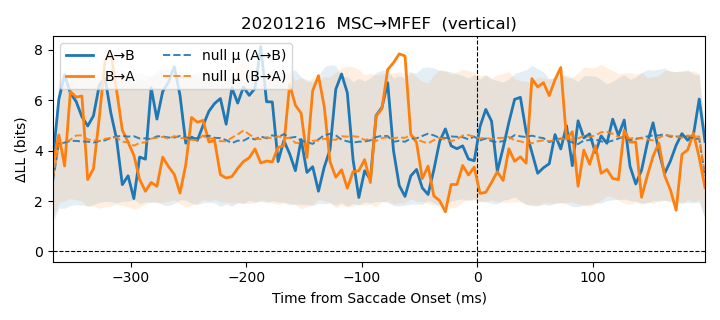 20201216  MSC→MFEF  (vertical)
A→B
B→A
null μ (A→B)
null μ (B→A)
ΔLL (bits)
8
6
4
2
0
−300
−200
−100
0
100
Time from Saccade Onset (ms)